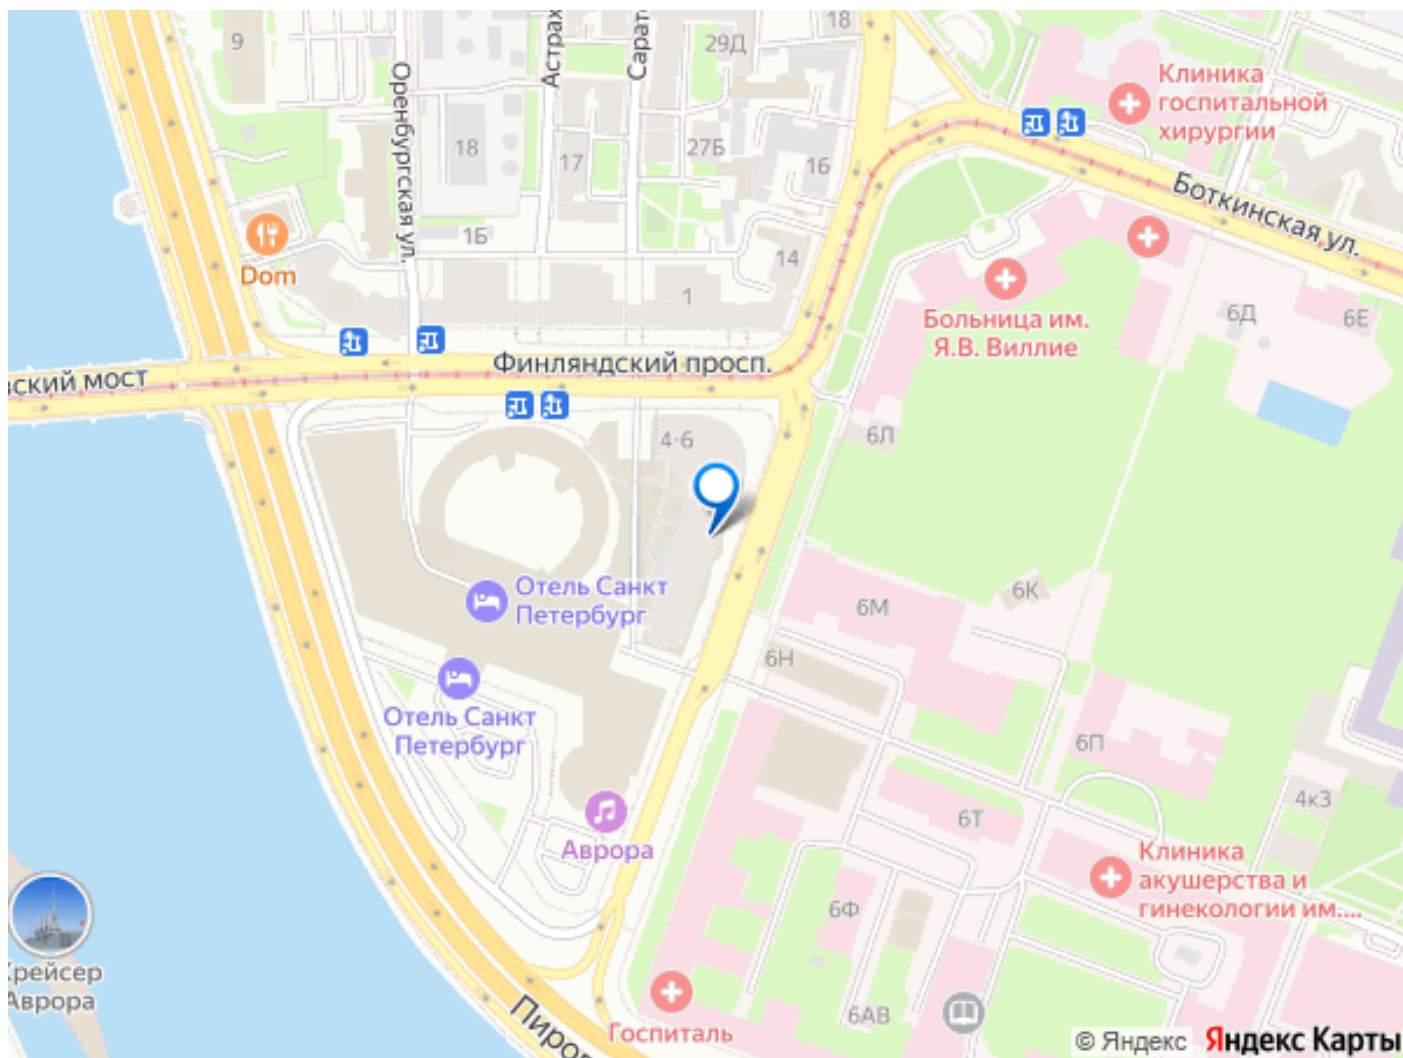 9
Оренбургская ул.
Астрах
Сарат
29Д
18
Клиника
госпитальной
хирургии
18
17
27Б
16
Боткинская ул.
1Б
Dom
14
1
Больница им.
Я.В. Виллие
6Д
6Е
вский мост
Финляндский просп.
4-6
6Л
Отель Санкт
Петербург
6М
6К
6Н
Отель Санкт
Петербург
6П
4к3
6Т
Аврора
Клиника
акушерства и
гинекологии им....
6Ф
Крейсер
Аврора
6АВ
Госпиталь
Пирог
© Яндекс Яндекс Карты